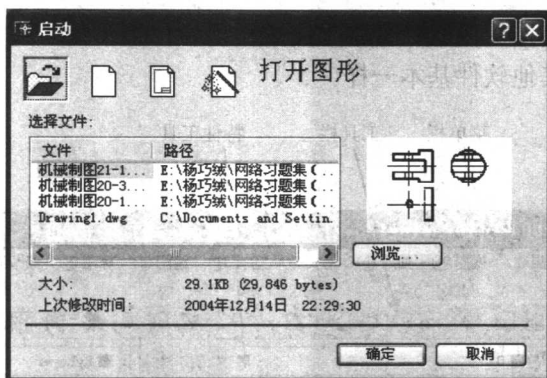 启动
打开图形
选择文件:
文件 路径
机械制图21-1... E:\杨巧绒\网络习题集(...
机械制图20-3... E:\杨巧绒\网络习题集(...
机械制图20-1... E:\杨巧绒\网络习题集(...
Drawing1.dwg C:\Documents and Settin.
浏览...
大小: 29.1KB (29,846 bytes)
上次修改时间: 2004年12月14日 22:29:30
确定 取消